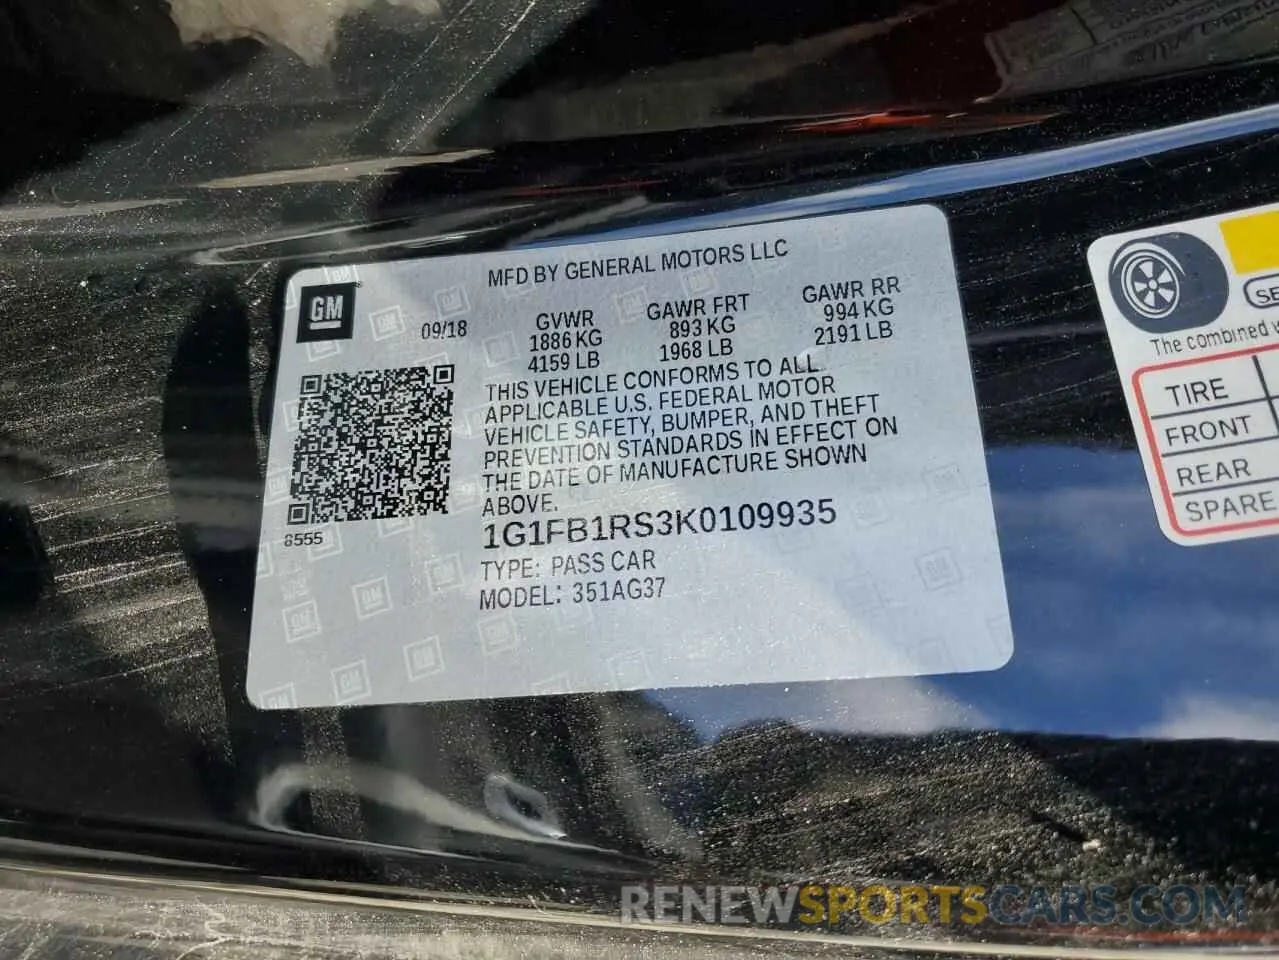 MFD BY GENERAL MOTORS LLC
GM
09/18
GVWR
1886 KG
4159 LB
GAWR FRT
893 KG
1968 LB
GAWR RR
994 KG
2191 LB
THIS VEHICLE CONFORMS TO ALL
APPLICABLE U.S. FEDERAL MOTOR
VEHICLE SAFETY, BUMPER, AND THEFT
PREVENTION STANDARDS IN EFFECT ON
THE DATE OF MANUFACTURE SHOWN
ABOVE.
8555
1G1FB1RS3K0109935
TYPE: PASS CAR
MODEL: 351AG37
The combined
TIRE
FRONT
REAR
SPARE
RENEWSPORTSCARS.COM